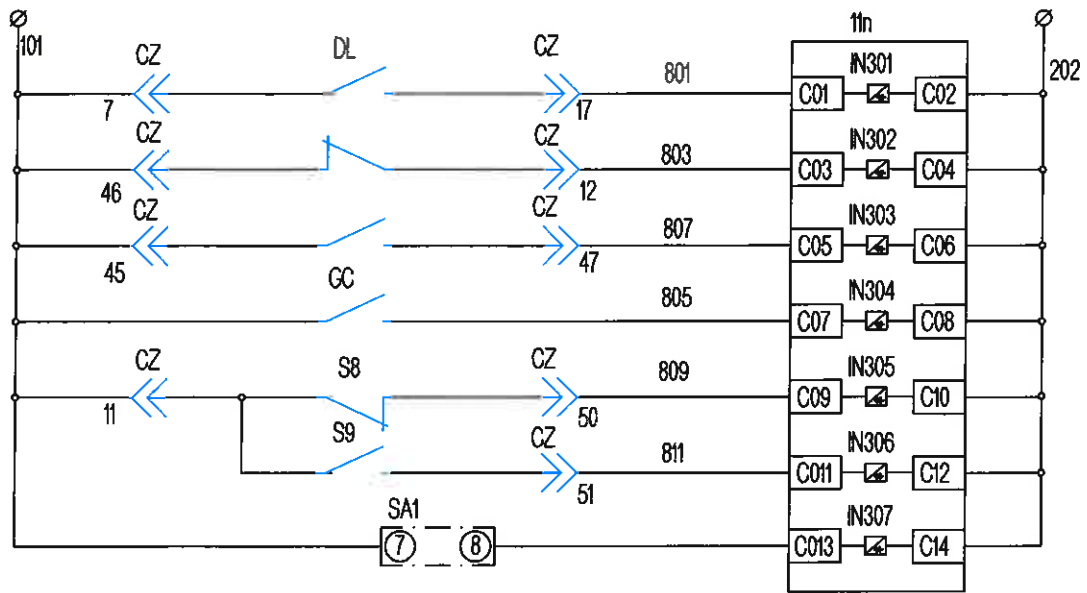 101
CZ
DL
CZ
801
11n
IN301
202
7
17
C01
C02
CZ
CZ
803
IN302
46
12
C03
C04
CZ
CZ
807
IN303
45
47
C05
C06
GC
805
IN304
C07
C08
CZ
S8
CZ
809
IN305
11
50
C09
C10
S9
CZ
811
IN306
51
C011
C12
SA1
IN307
7
8
C013
C14